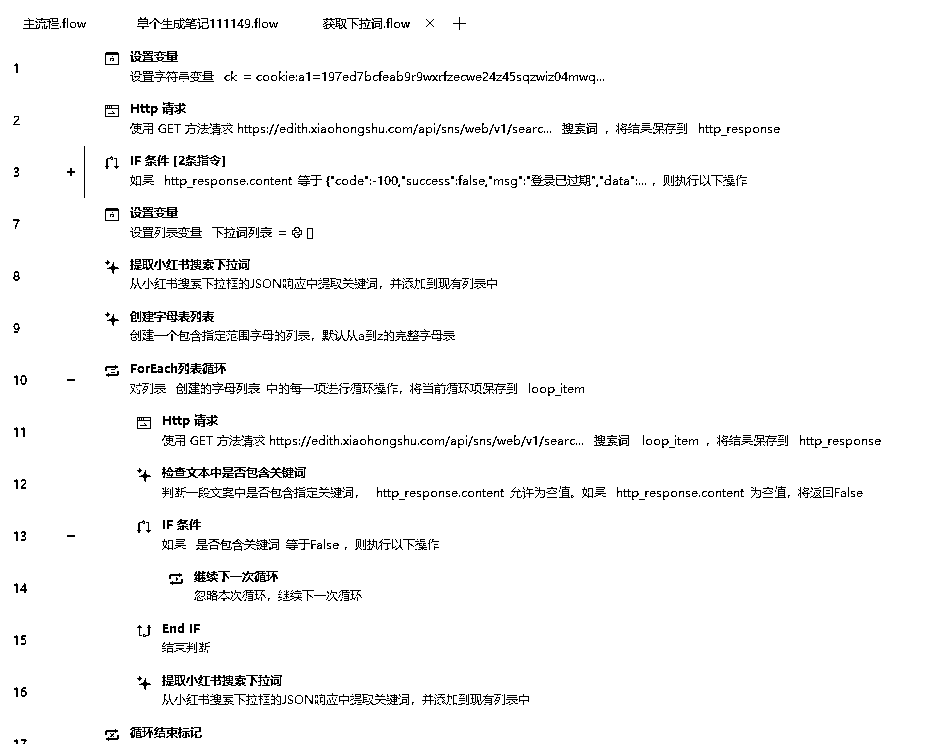 主流程.flow 单个生成笔记111149.flow 获取下拉词.flow × +
1 设置变量
设置字符串变量 ck = cookie:a1=197ed7bcfeab9r9wxrfzecwe24z45sqzwiz04mwq...
2 Http 请求
使用 GET 方法请求 https://edith.xiaohongshu.com/api/sns/web/v1/searc... 搜索词 ，将结果保存到 http_response
3 + IF 条件 [2条指令]
如果 http_response.content 等于 {"code":-100,"success":false,"msg":"登录已过期","data":... ，则执行以下操作
7 设置变量
设置列表变量 下拉词列表 = []
8 提取小红书搜索下拉词
从小红书搜索下拉框的JSON响应中提取关键词，并添加到现有列表中
9 创建字母表列表
创建一个包含指定范围字母的列表，默认从a到z的完整字母表
10 − ForEach列表循环
对列表 创建的字母列表 中的每一项进行循环操作，将当前循环项保存到 loop_item
11 Http 请求
使用 GET 方法请求 https://edith.xiaohongshu.com/api/sns/web/v1/searc... 搜索词 loop_item ，将结果保存到 http_response
12 检查文本中是否包含关键词
判断一段文案中是否包含指定关键词， http_response.content 允许为空值。如果 http_response.content 为空值，将返回False
13 − IF 条件
如果 是否包含关键词 等于False ，则执行以下操作
14 继续下一次循环
忽略本次循环，继续下一次循环
15 End IF
结束判断
16 提取小红书搜索下拉词
从小红书搜索下拉框的JSON响应中提取关键词，并添加到现有列表中
17 循环结束标记